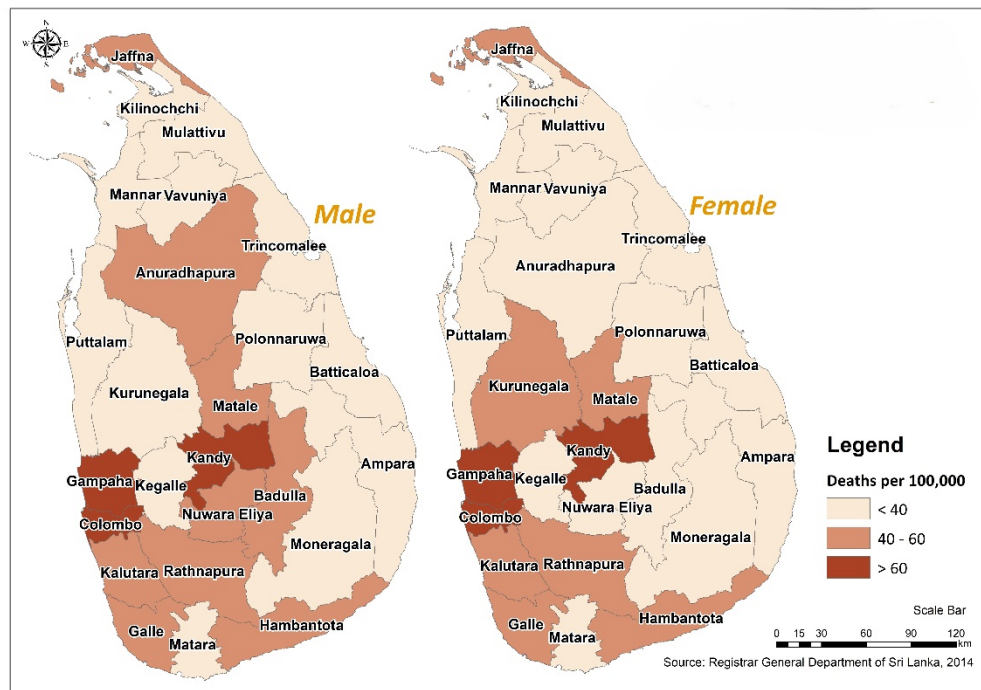 N
W E
S
Jaffna
Kilinochchi
Mulattivu
Mannar Vavuniya
Male
Trincomalee
Anuradhapura
Puttalam
Polonnaruwa
Batticaloa
Kurunegala
Matale
Kandy
Ampara
Gampaha
Kegalle
Badulla
Nuwara Eliya
Colombo
Moneragala
Kalutara
Rathnapura
Galle
Hambantota
Matara
N
W E
S
Jaffna
Kilinochchi
Mulattivu
Mannar Vavuniya
Female
Trincomalee
Anuradhapura
Puttalam
Polonnaruwa
Batticaloa
Kurunegala
Matale
Kandy
Ampara
Gampaha
Kegalle
Badulla
Nuwara Eliya
Colombo
Moneragala
Kalutara
Rathnapura
Galle
Hambantota
Matara
Legend
Deaths per 100,000
< 40
40 - 60
> 60
Scale Bar
0 15 30 60 90 120
km
Source: Registrar General Department of Sri Lanka, 2014